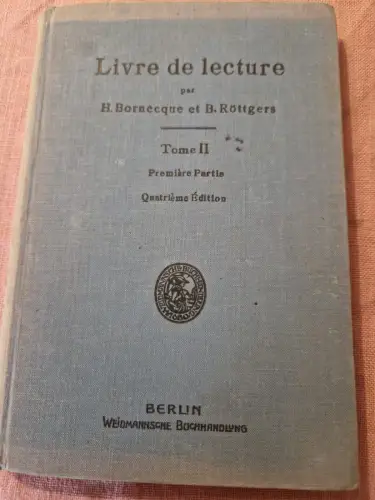 Livre de lecture
par
H. Bornecque et B. Röttgers
Tome II
Première Partie
Quatrième Édition
BERLIN
WEIDMANNSCHE BUCHHANDLUNG